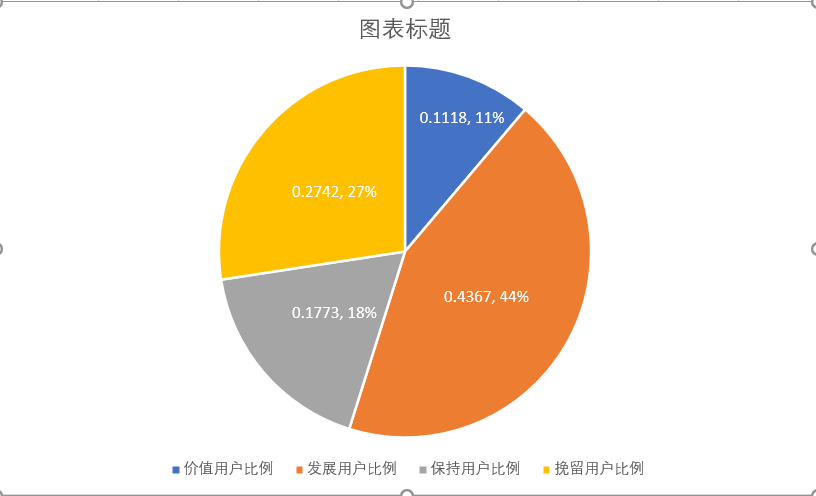 图表标题
0.1118, 11%
0.2742, 27%
0.4367, 44%
0.1773, 18%
价值用户比例 发展用户比例 保持用户比例 挽留用户比例